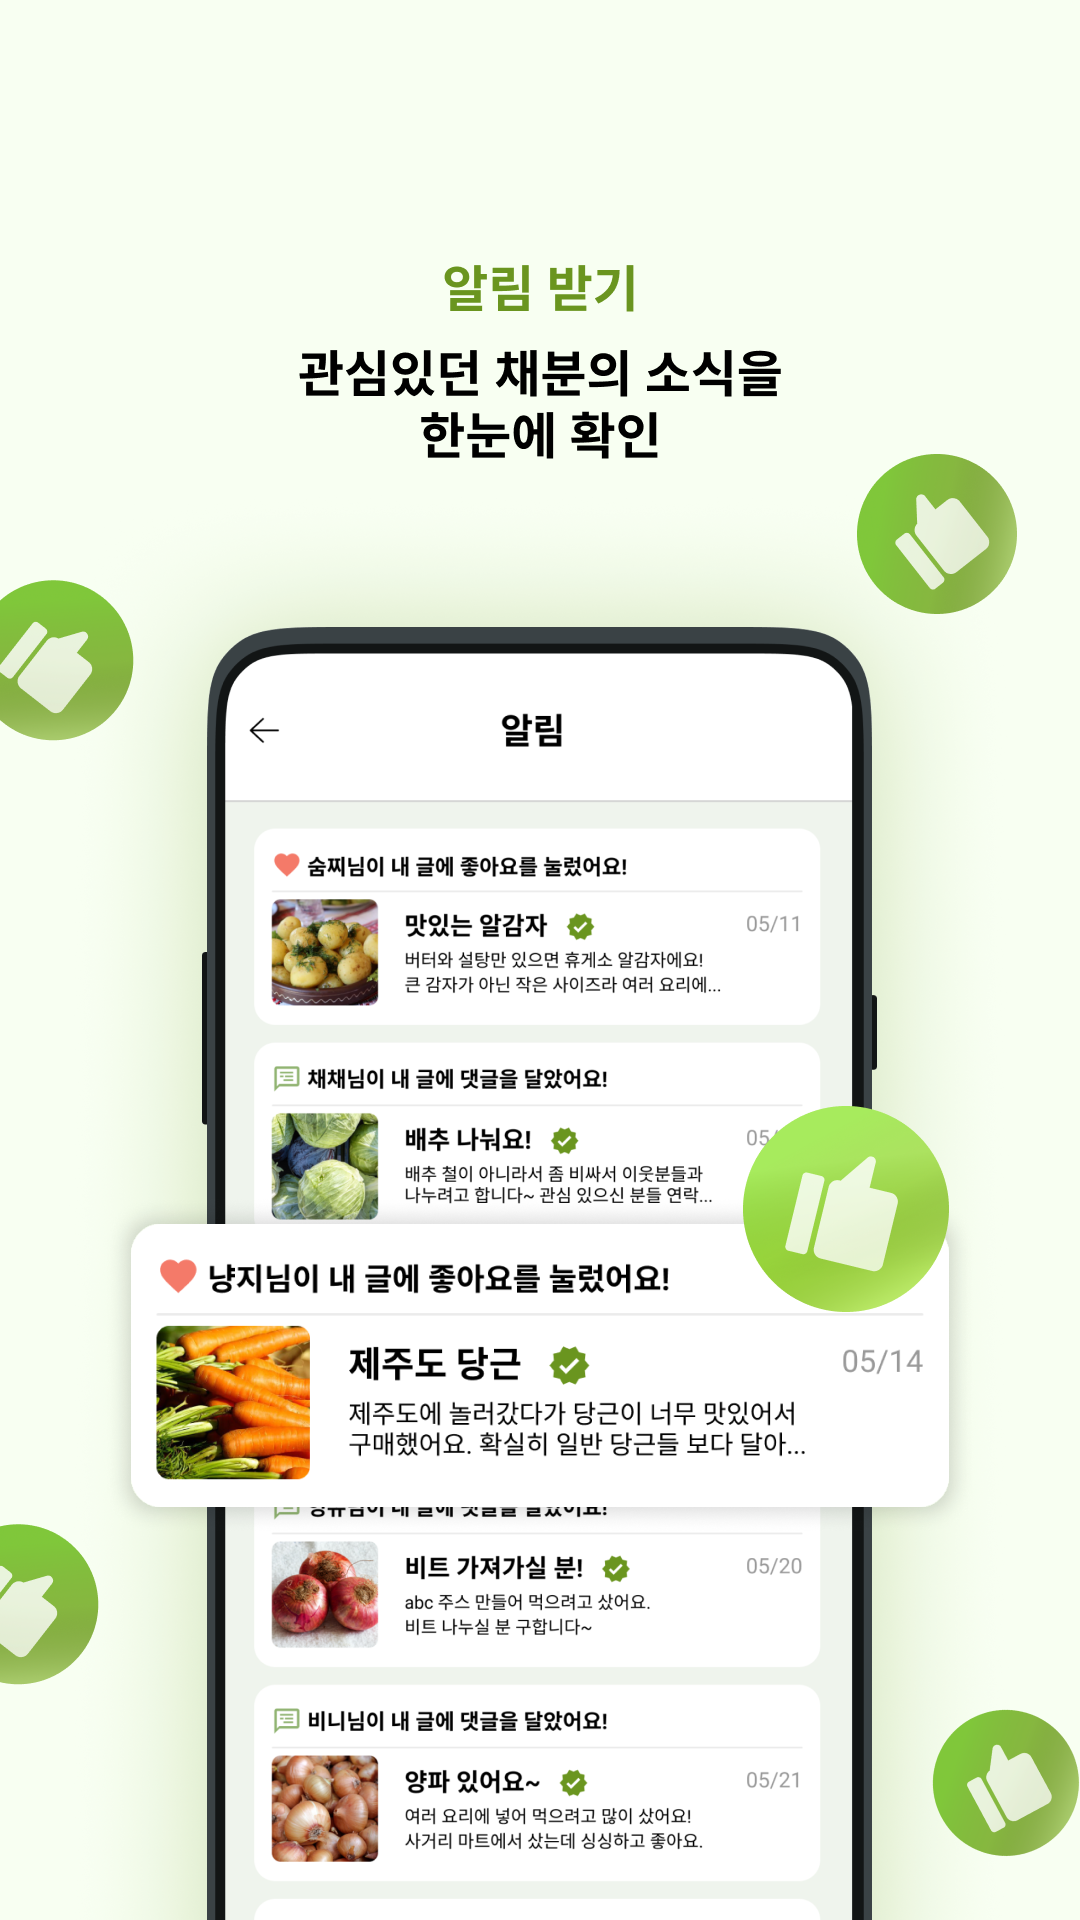 알림 받기
관심있던 채분의 소식을
한눈에 확인
알림
숨찌님이 내 글에 좋아요를 눌렀어요!
맛있는 알감자
05/11
버터와 설탕만 있으면 휴게소 알감자에요!
큰 감자가 아닌 작은 사이즈라 여러 요리에...
채채님이 내 글에 댓글을 달았어요!
배추 나눠요!
배추 철이 아니라서 좀 비싸서 이웃분들과
나누려고 합니다~ 관심 있으신 분들 연락...
냥지님이 내 글에 좋아요를 눌렀어요!
제주도 당근
05/14
제주도에 놀러갔다가 당근이 너무 맛있어서
구매했어요. 확실히 일반 당근들 보다 달아...
내 글에 댓글을 달았어요!
비트 가져가실 분!
05/20
abc 주스 만들어 먹으려고 샀어요.
비트 나누실 분 구합니다~
비니님이 내 글에 댓글을 달았어요!
양파 있어요~
05/21
여러 요리에 넣어 먹으려고 많이 샀어요!
사거리 마트에서 샀는데 싱싱하고 좋아요.